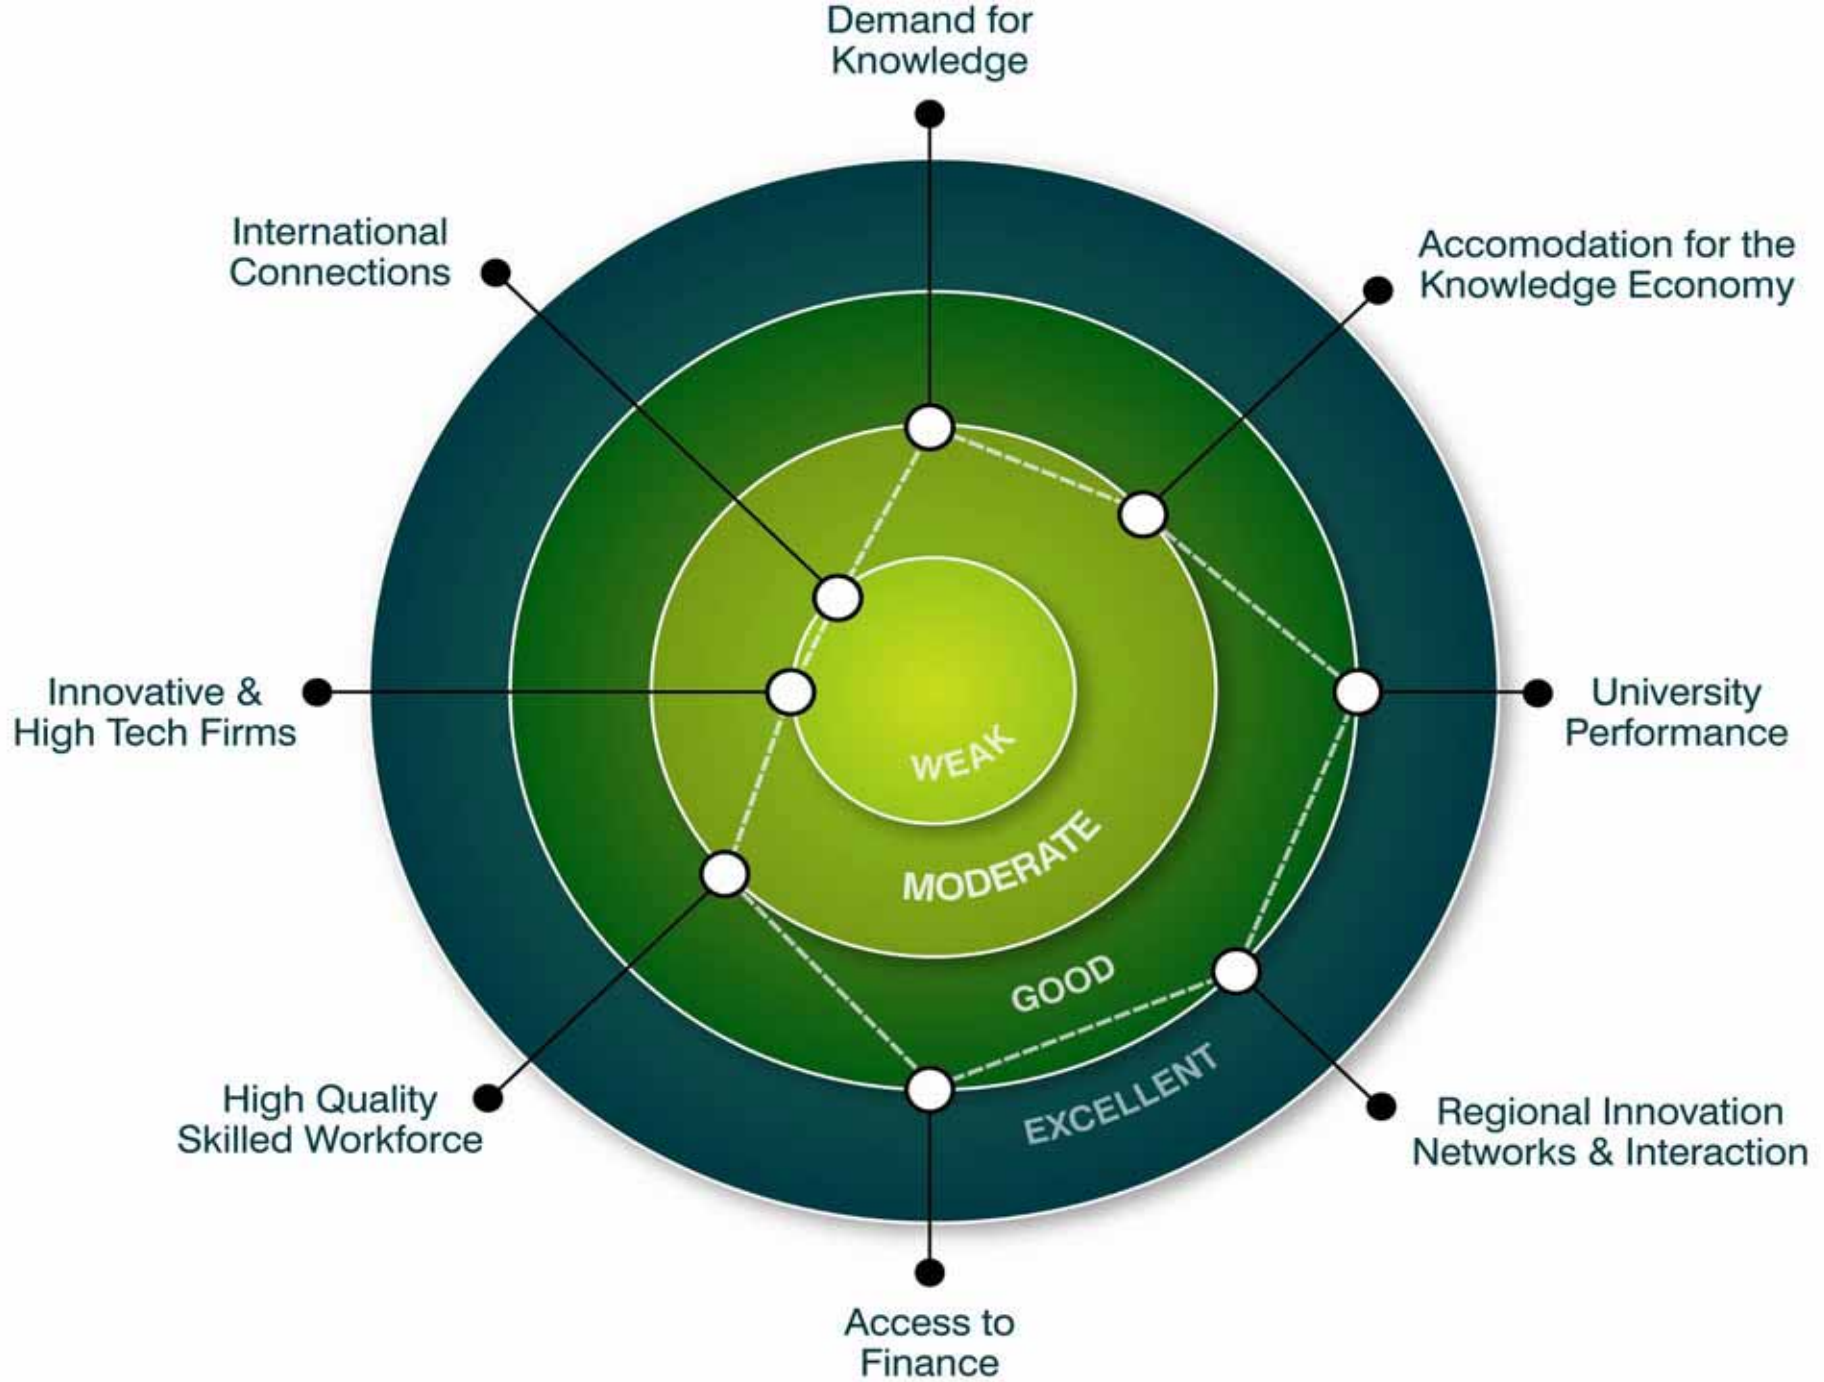 Demand for
Knowledge
International
Connections
Accomodation for the
Knowledge Economy
Innovative &
High Tech Firms
University
Performance
WEAK
MODERATE
GOOD
EXCELLENT
High Quality
Skilled Workforce
Regional Innovation
Networks & Interaction
Access to
Finance